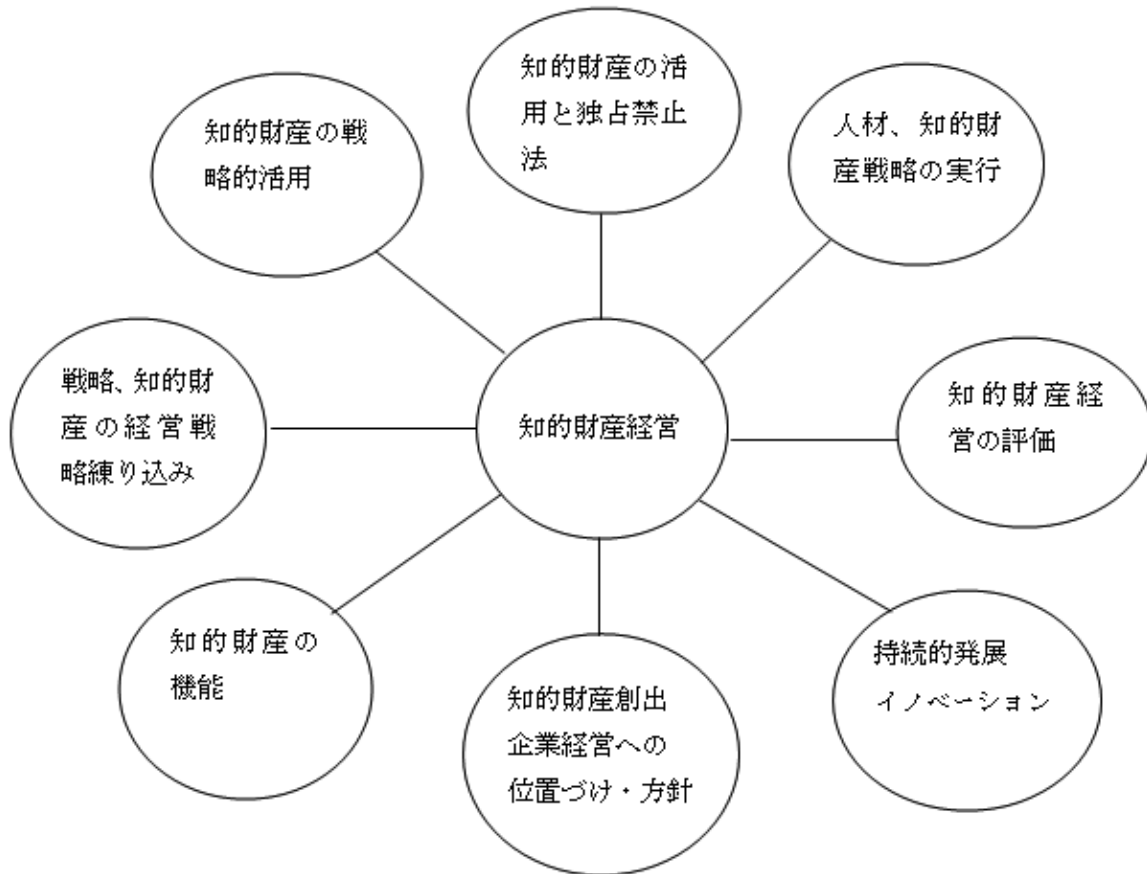 知的財産の活
用と独占禁止
法
知的財産の戦
略的活用
人材、知的財
産戦略の実行
戦略、知的財
産の経営戦
略練り込み
知的財産経営
知的財産経
営の評価
知的財産の
機能
知的財産創出
企業経営への
位置づけ・方針
持続的発展
イノベーション